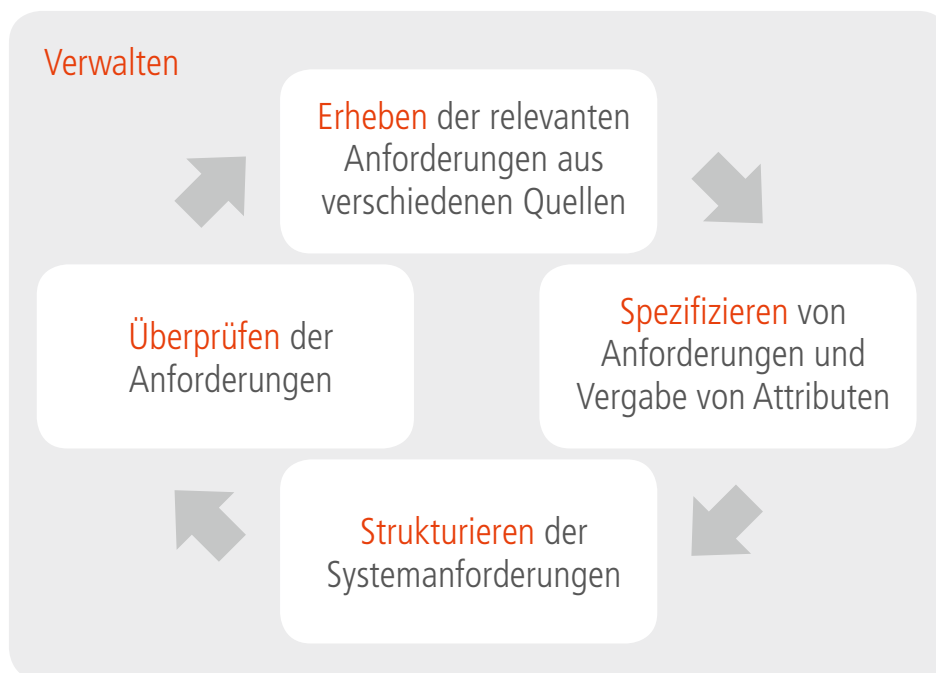 Verwalten
Erheben der relevanten
Anforderungen aus
verschiedenen Quellen
Spezifizieren von
Anforderungen und
Vergabe von Attributen
Strukturieren der
Systemanforderungen
Überprüfen der
Anforderungen